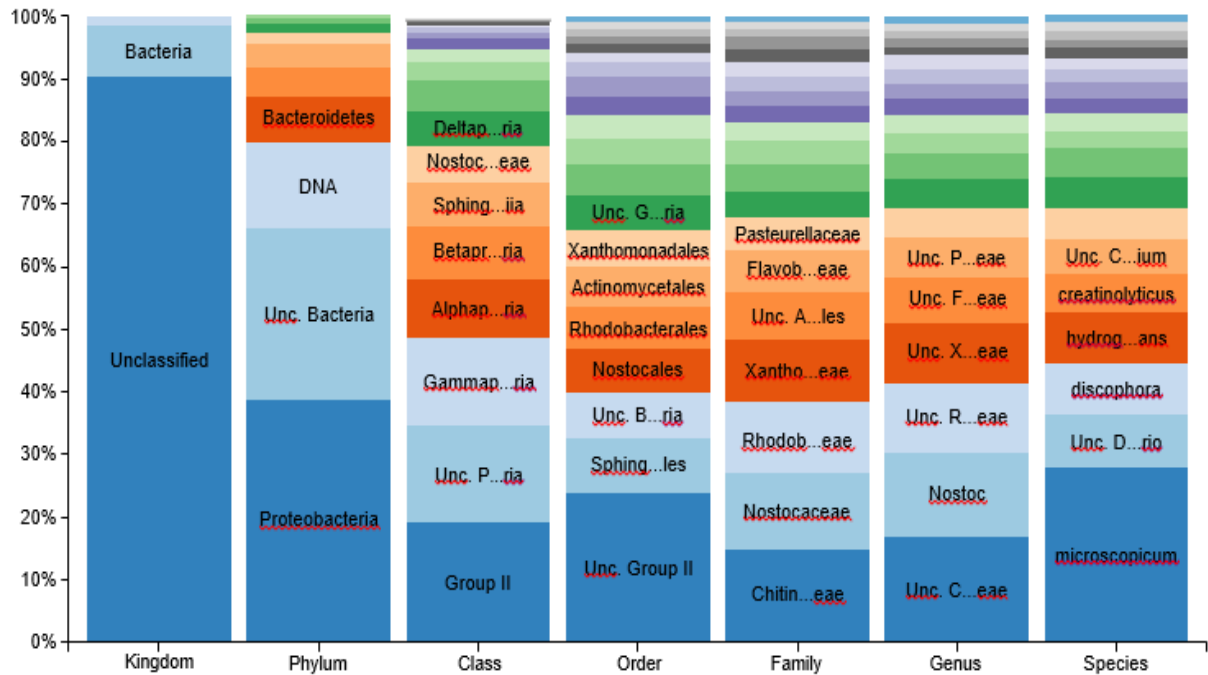 100%
90%
80%
70%
60%
50%
40%
30%
20%
10%
0%
Bacteria
Unclassified
Kingdom
Bacteroidetes
DNA
Unc. Bacteria
Proteobacteria
Phylum
Deltap...ria
Nostoc...eae
Sphing...iia
Betapr...ria
Alphap...ria
Gammap...ria
Unc. P...ria
Group II
Class
Unc. G...ria
Xanthomonadales
Actinomycetales
Rhodobacterales
Nostocales
Unc. B...ria
Sphing...les
Unc. Group II
Order
Pasteurellaceae
Flavob...eae
Unc. A...les
Xantho...eae
Rhodob...eae
Nostocaceae
Chitin...eae
Family
Unc. P...eae
Unc. F...eae
Unc. X...eae
Unc. R...eae
Nostoc
Unc. C...eae
Genus
Unc. C...ium
creatinolyticus
hydrog...ans
discophora
Unc. D...rio
microscopicum
Species